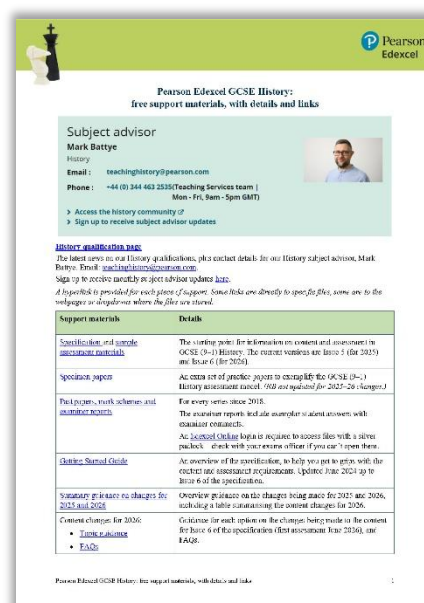 Pearson
Edexcel
Pearson Edexcel GCSE History:
free support materials, with details and links
Subject advisor
Mark Battye
History
Email : teachinghistory@pearson.com
Phone : +44 (0) 344 463 2535(Teaching Services team |
Mon - Fri, 9am - 5pm GMT)
Access the history community
Sign up to receive subject advisor updates
History qualification page
The latest news on our History qualifications, plus contact details for our History subject advisor, Mark
Battye. Email: teachinghistory@pearson.com.
Sign up to receive monthly subject advisor updates here.
A hyperlink is provided for each piece of support. Some links are directly to specific files, some are to the
webpages or dropdowns where the files are stored.
Support materials Details
Specification and sample
assessment materials
The starting point for information on content and assessment in
GCSE (9–1) History. The current versions are Issue 5 (for 2025)
and Issue 6 (for 2026).
Specimen papers
An extra set of practice papers to exemplify the GCSE (9–1)
History assessment model. (NB not updated for 2025–26 changes.)
Past papers, mark schemes and
examiner reports
For every series since 2018.
The examiner reports include exemplar student answers with
examiner comments.
An Edexcel Online login is required to access files with a silver
padlock – check with your exams officer if you can't open them.
Getting Started Guide
An overview of the specification, to help you get to grips with the
content and assessment requirements. Updated June 2024 up to
Issue 6 of the specification.
Summary guidance on changes for
2025 and 2026
Overview guidance on the changes being made for 2025 and 2026,
including a table summarising the content changes for 2026.
Content changes for 2026:
• Topic guidance
• FAQs
Guidance for each option on the changes being made to the content
for Issue 6 of the specification (first assessment June 2026), and
FAQs.
Pearson Edexcel GCSE History: free support materials, with details and links 1